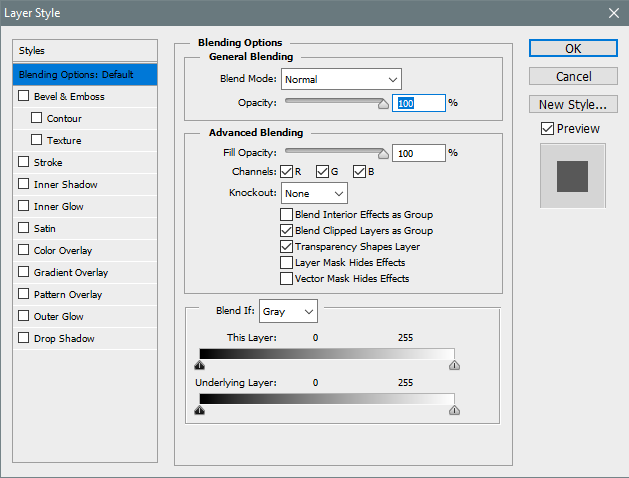 Layer Style
Styles
Blending Options: Default
Bevel & Emboss
Contour
Texture
Stroke
Inner Shadow
Inner Glow
Satin
Color Overlay
Gradient Overlay
Pattern Overlay
Outer Glow
Drop Shadow
Blending Options
General Blending
Blend Mode: Normal
Opacity: 100 %
Advanced Blending
Fill Opacity: 100 %
Channels: R G B
Knockout: None
Blend Interior Effects as Group
Blend Clipped Layers as Group
Transparency Shapes Layer
Layer Mask Hides Effects
Vector Mask Hides Effects
Blend If: Gray
This Layer: 0 255
Underlying Layer: 0 255
OK
Cancel
New Style...
Preview